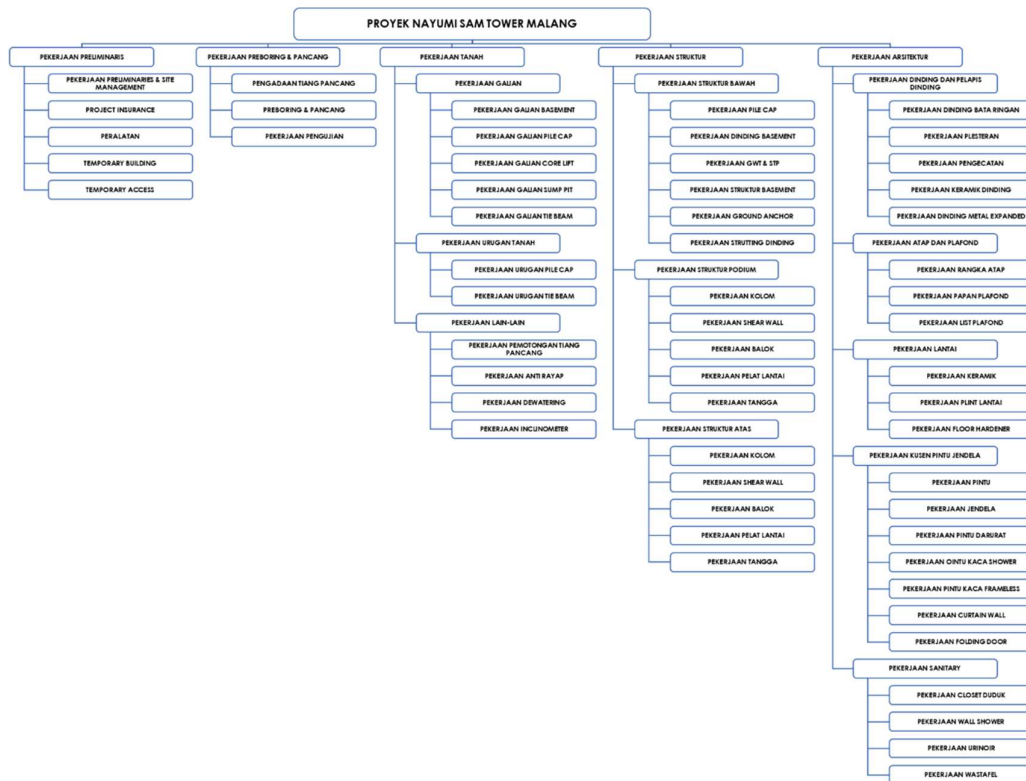 PROYEK NAYUMI SAM TOWER MALANG
PEKERJAAN PRELIMINARIS
PEKERJAAN PRELIMINARIES & SITE
MANAGEMENT
PROJECT INSURANCE
PERALATAN
TEMPORARY BUILDING
TEMPORARY ACCESS
PEKERJAAN PREBORING & PANCANG
PENGADAAN TIANG PANCANG
PREBORING & PANCANG
PEKERJAAN PENGUJIAN
PEKERJAAN TANAH
PEKERJAAN GALIAN
PEKERJAAN GALIAN BASEMENT
PEKERJAAN GALIAN PILE CAP
PEKERJAAN GALIAN CORE LIFT
PEKERJAAN GALIAN SUMP PIT
PEKERJAAN GALIAN TIE BEAM
PEKERJAAN URUGAN TANAH
PEKERJAAN URUGAN PILE CAP
PEKERJAAN URUGAN TIE BEAM
PEKERJAAN LAIN-LAIN
PEKERJAAN PEMOTONGAN TIANG
PANCANG
PEKERJAAN ANTI RAYAP
PEKERJAAN DEWATERING
PEKERJAAN INCLINOMETER
PEKERJAAN STRUKTUR
PEKERJAAN STRUKTUR BAWAH
PEKERJAAN PILE CAP
PEKERJAAN DINDING BASEMENT
PEKERJAAN GWT & STP
PEKERJAAN STRUKTUR BASEMENT
PEKERJAAN GROUND ANCHOR
PEKERJAAN STRUTTING DINDING
PEKERJAAN STRUKTUR PODIUM
PEKERJAAN KOLOM
PEKERJAAN SHEAR WALL
PEKERJAAN BALOK
PEKERJAAN PELAT LANTAI
PEKERJAAN TANGGA
PEKERJAAN STRUKTUR ATAS
PEKERJAAN KOLOM
PEKERJAAN SHEAR WALL
PEKERJAAN BALOK
PEKERJAAN PELAT LANTAI
PEKERJAAN TANGGA
PEKERJAAN ARSITEKTUR
PEKERJAAN DINDING DAN PELAPIS
DINDING
PEKERJAAN DINDING BATA RINGAN
PEKERJAAN PLESTERAN
PEKERJAAN PENGECATAN
PEKERJAAN KERAMIK DINDING
PEKERJAAN DINDING METAL EXPANDED
PEKERJAAN ATAP DAN PLAFOND
PEKERJAAN RANGKA ATAP
PEKERJAAN PAPAN PLAFOND
PEKERJAAN LIST PLAFOND
PEKERJAAN LANTAI
PEKERJAAN KERAMIK
PEKERJAAN PLINT LANTAI
PEKERJAAN FLOOR HARDENER
PEKERJAAN KUSEN PINTU JENDELA
PEKERJAAN PINTU
PEKERJAAN JENDELA
PEKERJAAN PINTU DARURAT
PEKERJAAN OINTU KACA SHOWER
PEKERJAAN PINTU KACA FRAMELESS
PEKERJAAN CURTAIN WALL
PEKERJAAN FOLDING DOOR
PEKERJAAN SANITARY
PEKERJAAN CLOSET DUDUK
PEKERJAAN WALL SHOWER
PEKERJAAN URINOIR
PEKERJAAN WASTAFEL